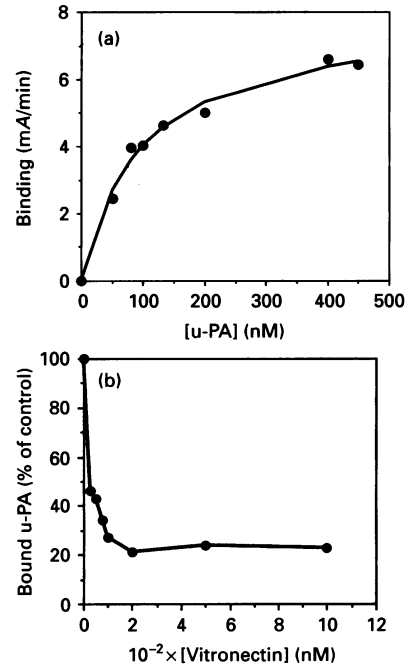 (a)
8
6
4
2
0
Binding (mA/min)
0 100 200 300 400 500
[u-PA] (nM)
(b)
100
80
60
40
20
0
Bound u-PA (% of control)
0 2 4 6 8 10 12
10⁻² × [Vitronectin] (nM)